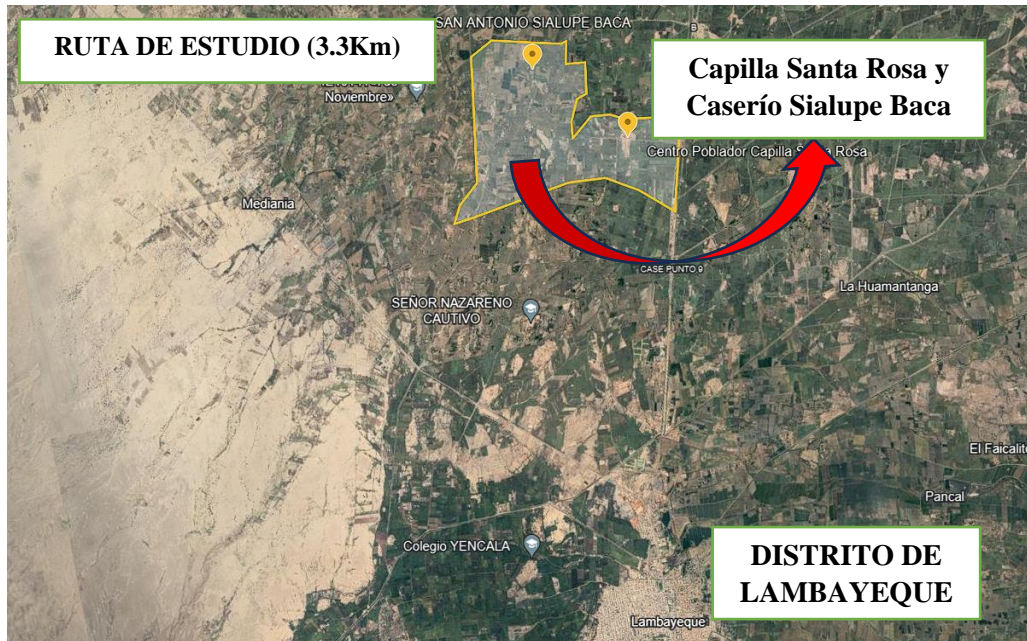 SAN ANTONIO SIALUPE BACA
B
RUTA DE ESTUDIO (3.3Km)
Capilla Santa Rosa y
Caserío Sialupe Baca
Noviembre»
Centro Poblador Capilla Rosa
Mediania
CASE PUNTO 9
La Huamantanga
SEÑOR NAZARENO
CAUTIVO
El Faicalito
Pancal
Colegio YENCALA
DISTRITO DE
LAMBAYEQUE
Lambayeque